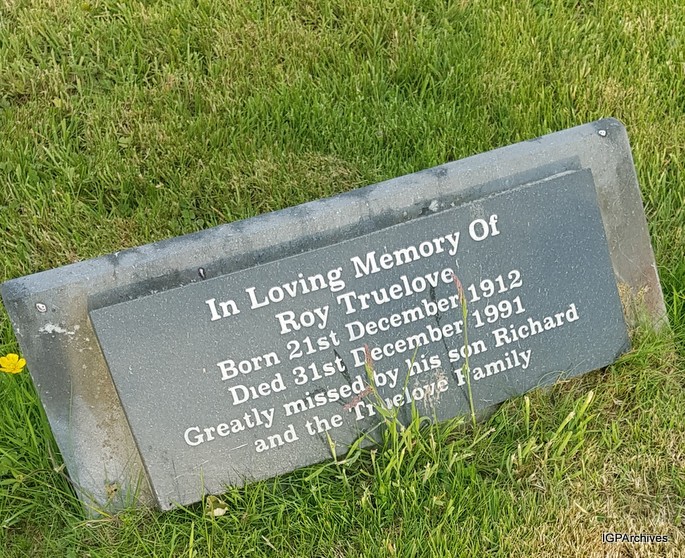 In Loving Memory Of
Roy Truelove
Born 21st December 1912
Died 31st December 1991
Greatly missed by his son Richard
and the Truelove Family
IGPArchives